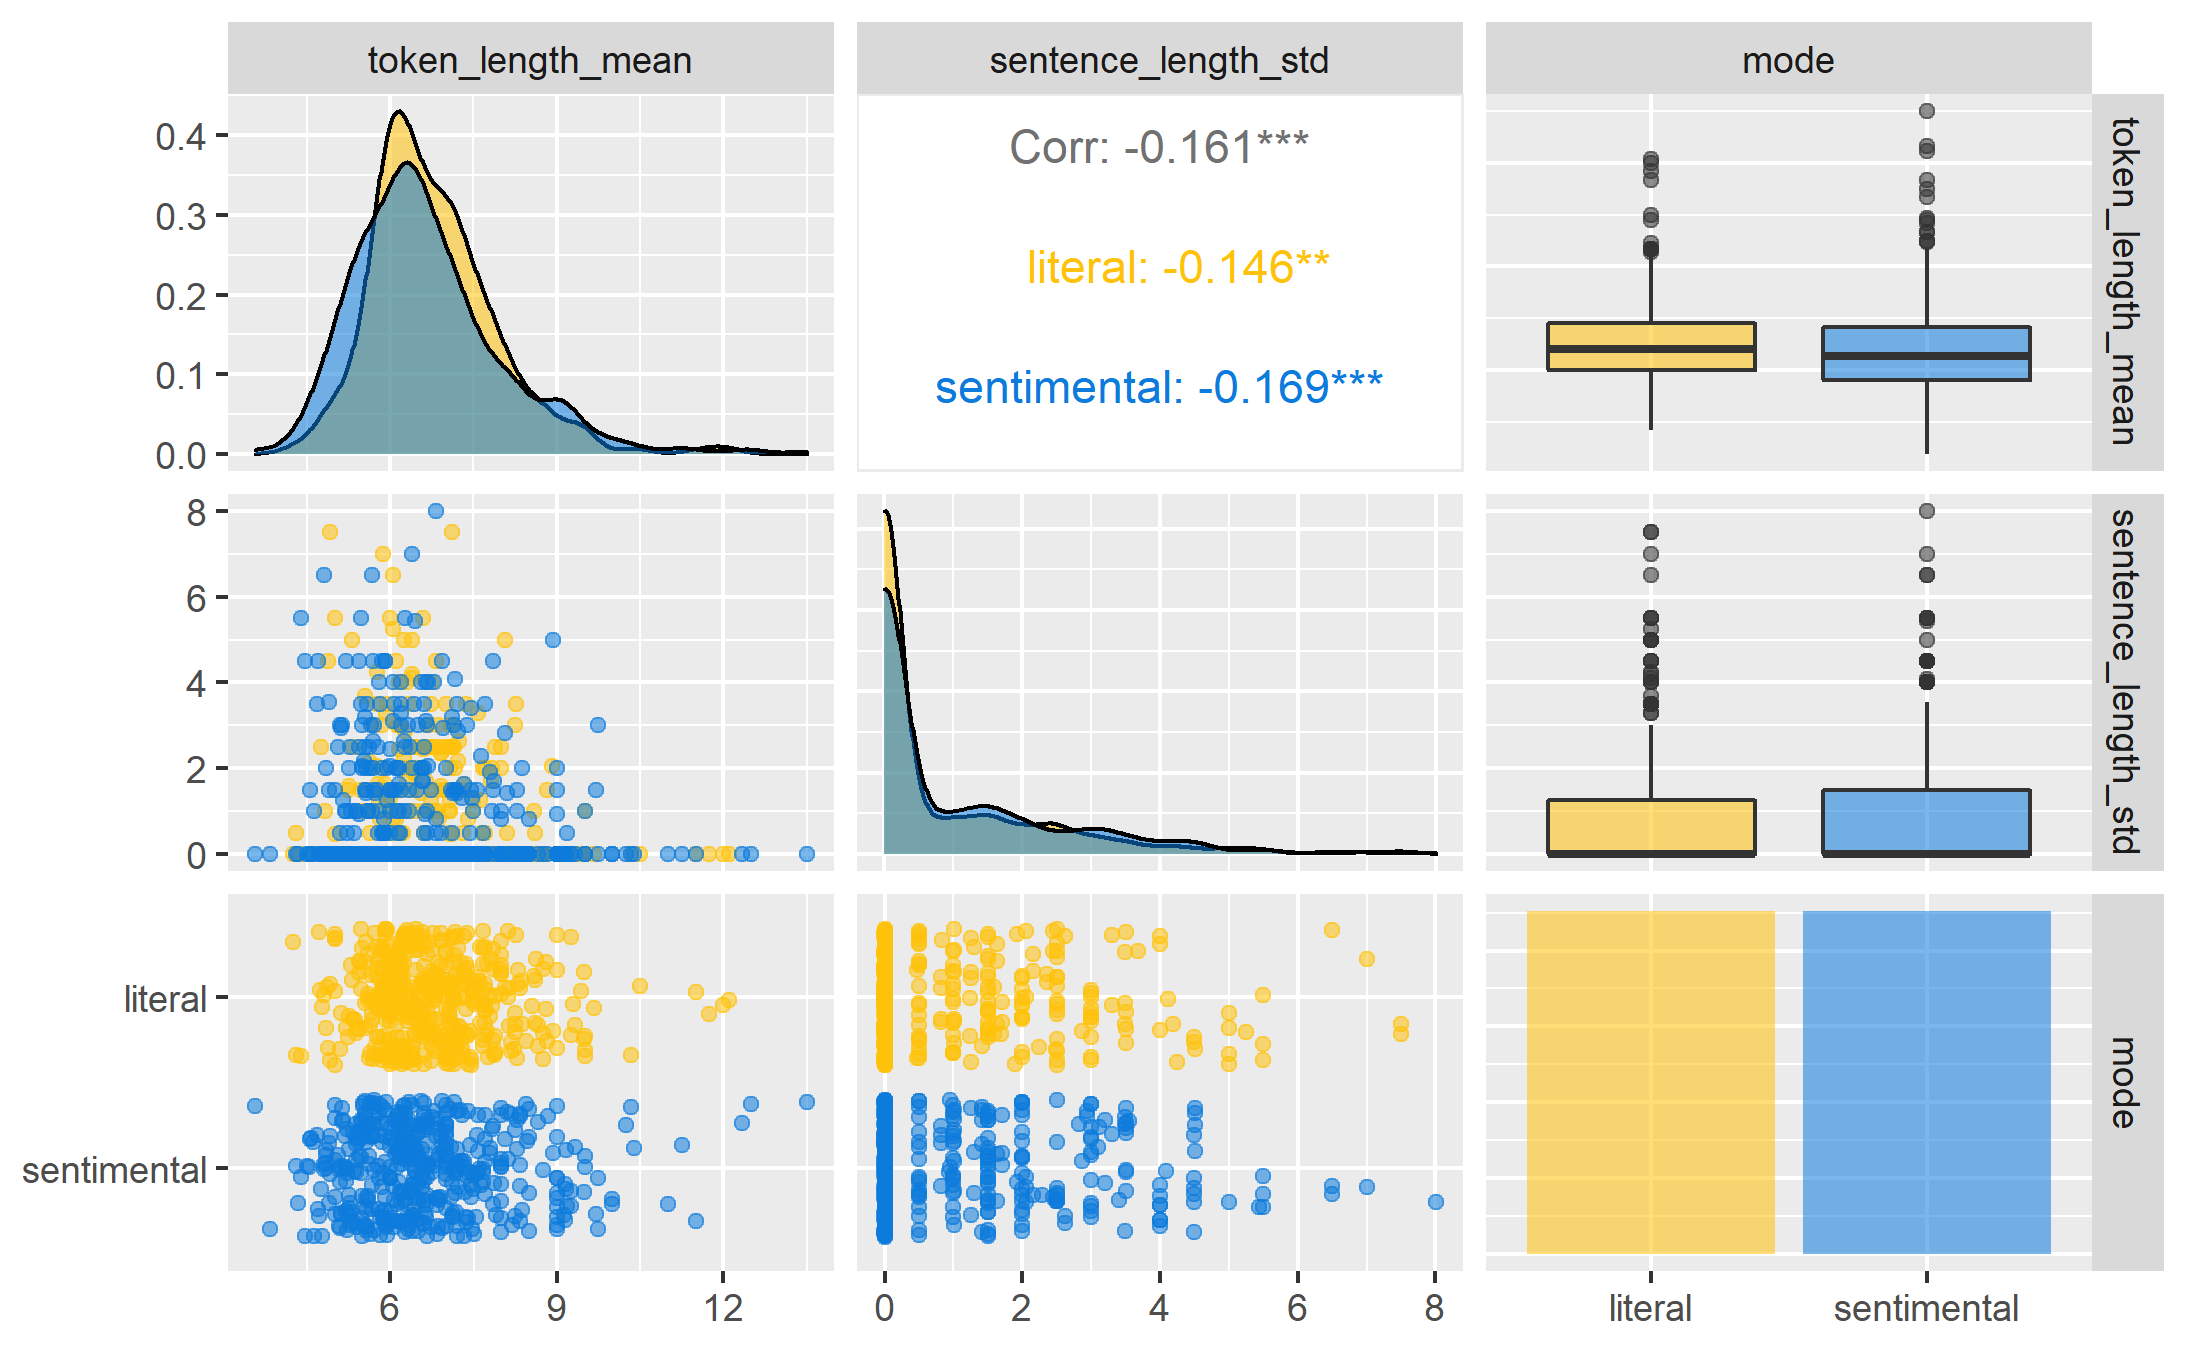 token_length_mean sentence_length_std mode
0.4
0.3
0.2
0.1
0.0
Corr: -0.161***
literal: -0.146**
sentimental: -0.169***
token_length_mean
8
6
4
2
0
sentence_length_std
literal
sentimental
mode
6 9 12
0 2 4 6 8
literal sentimental